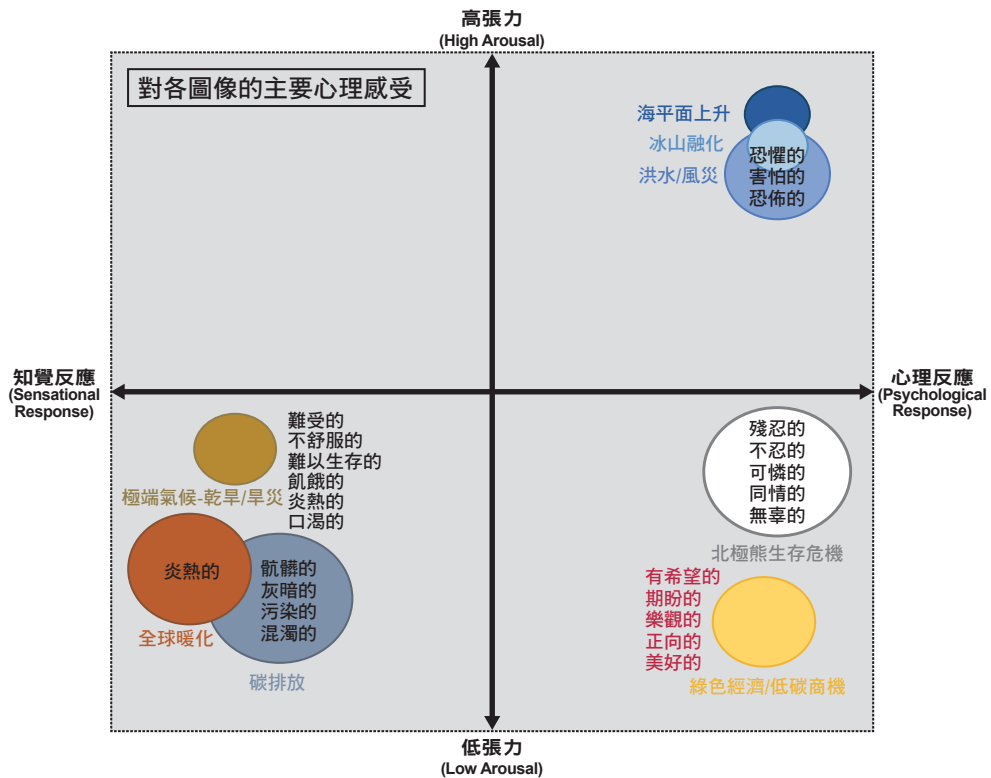 高張力
(High Arousal)
對各圖像的主要心理感受
海平面上升
冰山融化
洪水/風災
恐懼的
害怕的
恐佈的
知覺反應
(Sensational
Response)
心理反應
(Psychological
Response)
難受的
不舒服的
難以生存的
飢餓的
炎熱的
口渴的
極端氣候-乾旱/旱災
炎熱的
全球暖化
骯髒的
灰暗的
污染的
混濁的
碳排放
殘忍的
不忍的
可憐的
同情的
無辜的
北極熊生存危機
有希望的
期盼的
樂觀的
正向的
美好的
綠色經濟/低碳商機
低張力
(Low Arousal)